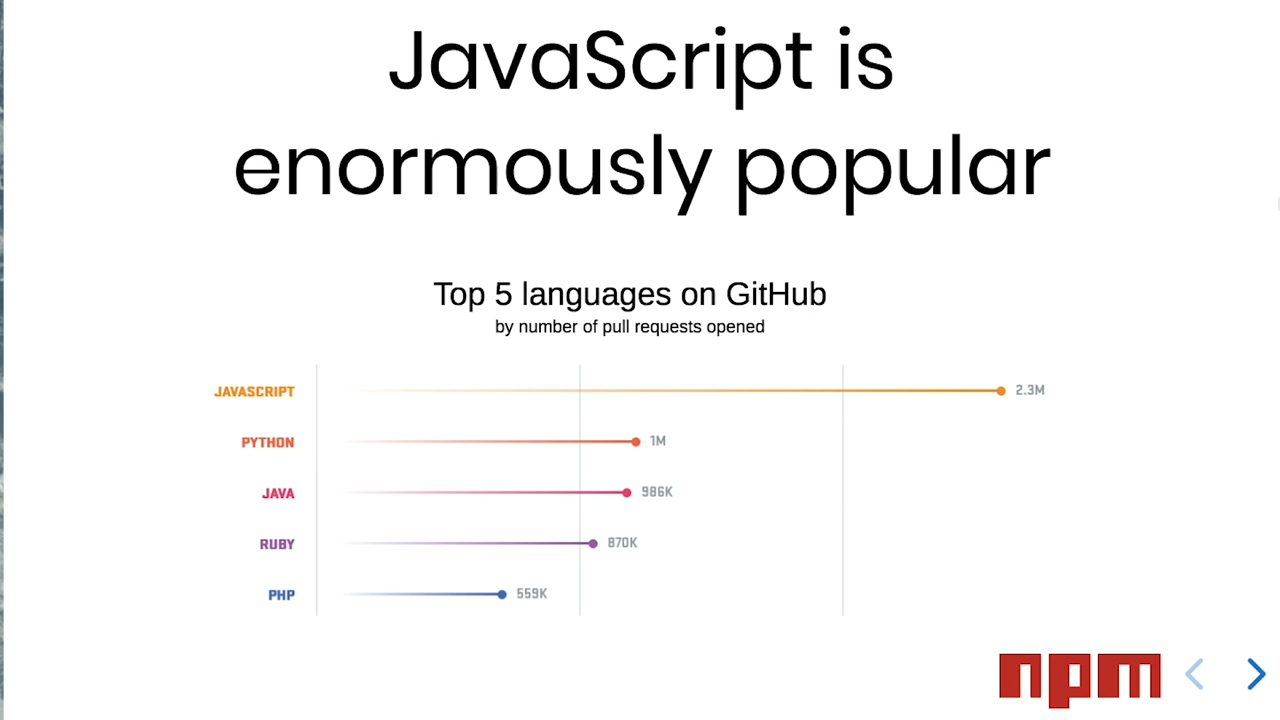 JavaScript is
enormously popular
Top 5 languages on GitHub
by number of pull requests opened
JAVASCRIPT 2.3M
PYTHON 1M
JAVA 986K
RUBY 870K
PHP 559K
npm